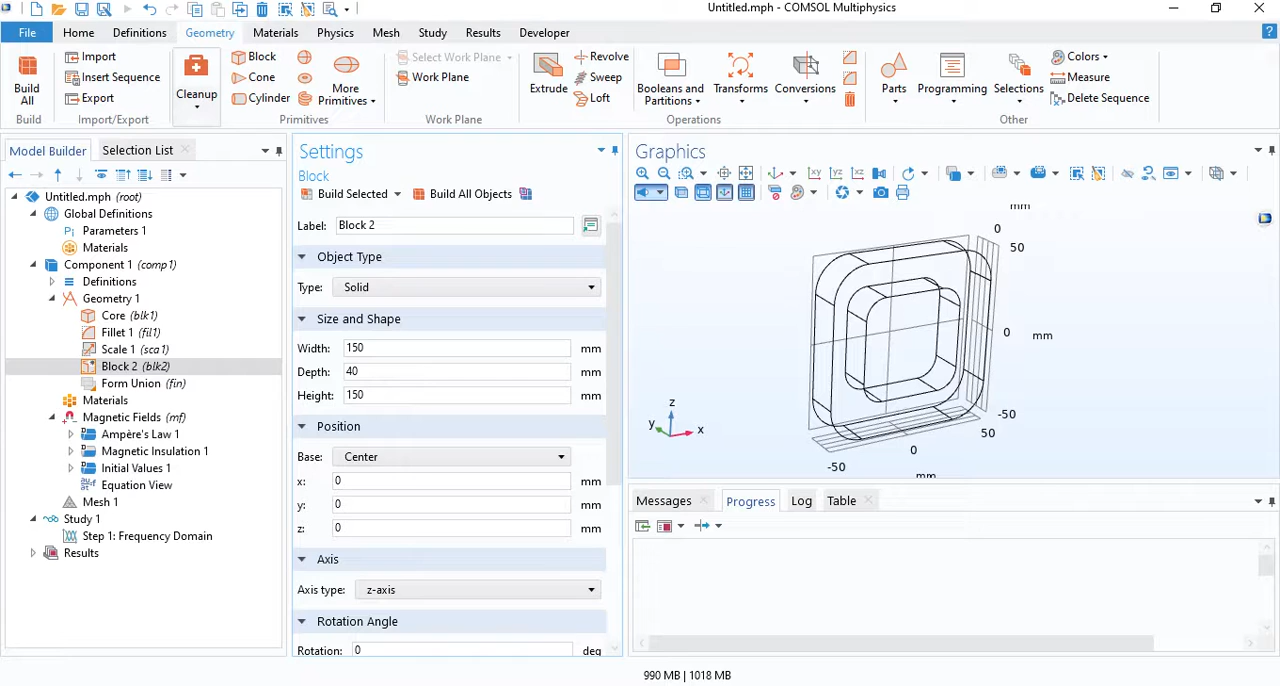 Untitled.mph - COMSOL Multiphysics
File Home Definitions Geometry Materials Physics Mesh Study Results Developer
Build All
Build
Import
Insert Sequence
Export
Import/Export
Cleanup
Block
Cone
Cylinder
More Primitives
Primitives
Select Work Plane
Work Plane
Work Plane
Extrude
Revolve
Sweep
Loft
Booleans and Partitions
Transforms
Conversions
Operations
Parts
Programming
Selections
Colors
Measure
Delete Sequence
Other
Model Builder
Selection List
Untitled.mph (root)
Global Definitions
Pi Parameters 1
Materials
Component 1 (comp1)
Definitions
Geometry 1
Core (blk1)
Fillet 1 (fil1)
Scale 1 (sca1)
Block 2 (blk2)
Form Union (fin)
Materials
Magnetic Fields (mf)
Ampère's Law 1
Magnetic Insulation 1
Initial Values 1
Equation View
Mesh 1
Study 1
Step 1: Frequency Domain
Results
Settings
Block
Build Selected
Build All Objects
Label: Block 2
Object Type
Type: Solid
Size and Shape
Width: 150 mm
Depth: 40 mm
Height: 150 mm
Position
Base: Center
x: 0 mm
y: 0 mm
z: 0 mm
Axis
Axis type: z-axis
Rotation Angle
Rotation: 0 deg
Graphics
xy yz xz
mm
0
50
0
mm
-50
50
0
-50
mm
z
y
x
Messages Progress Log Table
990 MB | 1018 MB